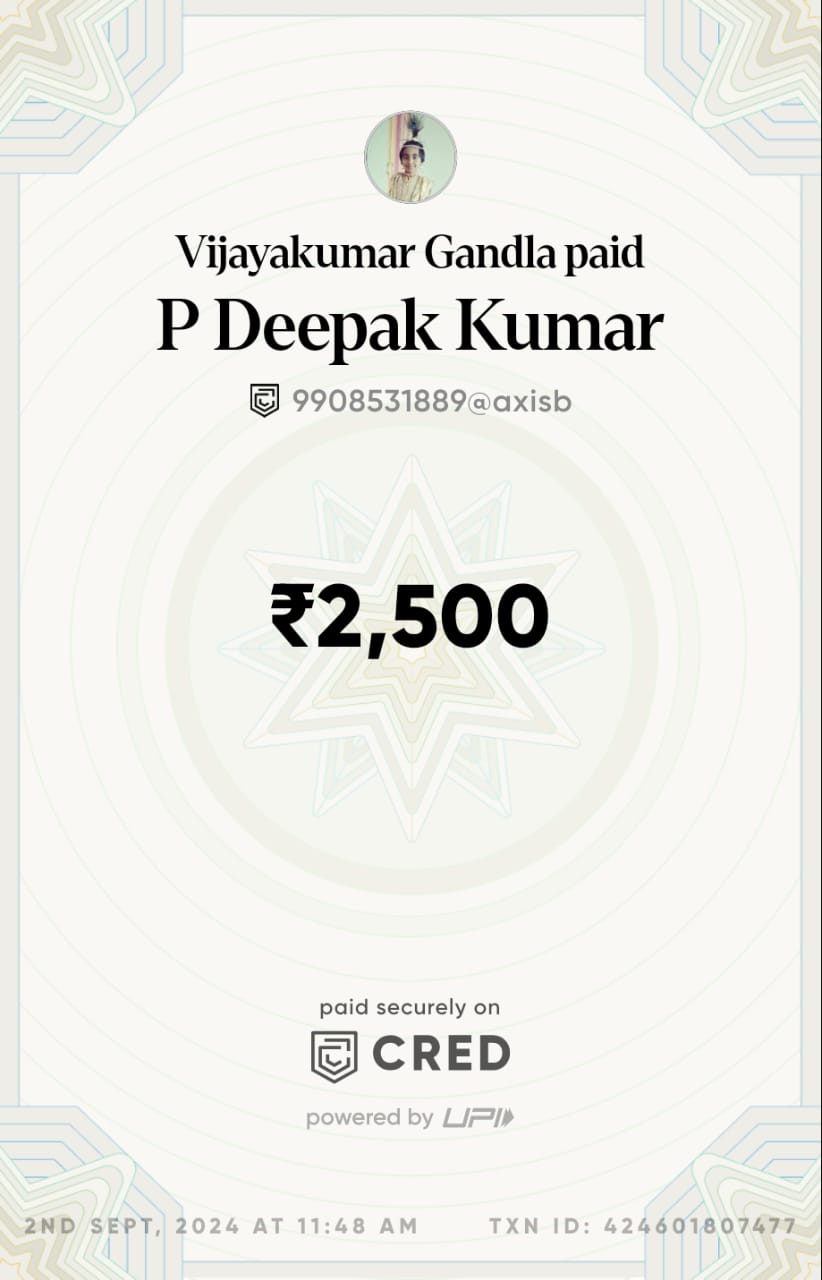 Vijayakumar Gandla paid
P Deepak Kumar
9908531889@axisb
₹2,500
paid securely on
CRED
powered by UPI
2ND SEPT, 2024 AT 11:48 AM TXN ID: 424601807477